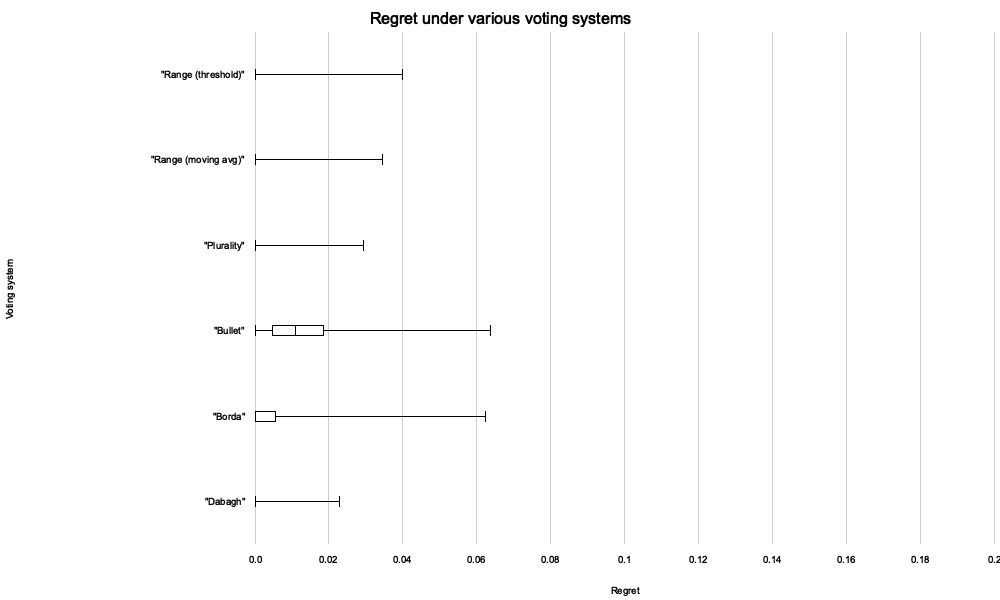 Regret under various voting systems
"Range (threshold)"
"Range (moving avg)"
"Plurality"
Voting system
"Bullet"
"Borda"
"Dabagh"
0.0 0.02 0.04 0.06 0.08 0.1 0.12 0.14 0.16 0.18 0.2
Regret